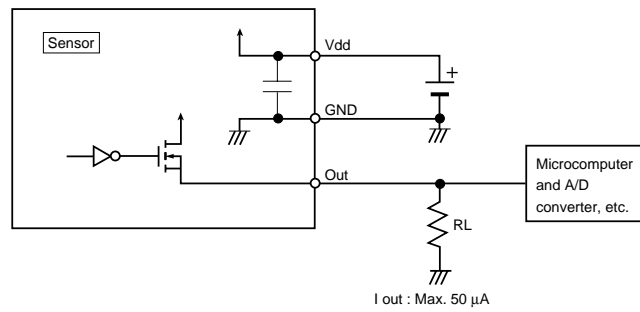 Sensor
Vdd
+
GND
Out
Microcomputer
and A/D
converter, etc.
RL
I out : Max. 50 μA